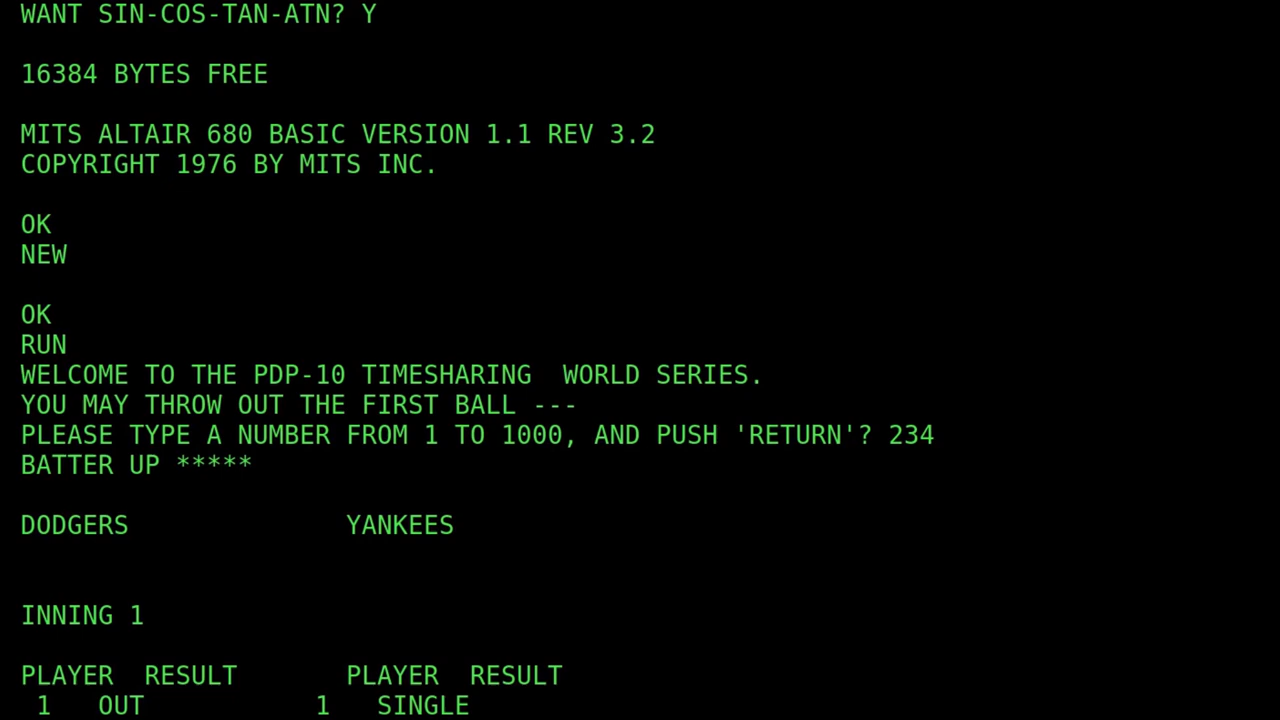 WANT SIN-COS-TAN-ATN? Y
16384 BYTES FREE
MITS ALTAIR 680 BASIC VERSION 1.1 REV 3.2
COPYRIGHT 1976 BY MITS INC.
OK
NEW
OK
RUN
WELCOME TO THE PDP-10 TIMESHARING  WORLD SERIES.
YOU MAY THROW OUT THE FIRST BALL ---
PLEASE TYPE A NUMBER FROM 1 TO 1000, AND PUSH 'RETURN'? 234
BATTER UP *****
DODGERS              YANKEES
INNING 1
PLAYER  RESULT       PLAYER  RESULT
 1   OUT           1   SINGLE